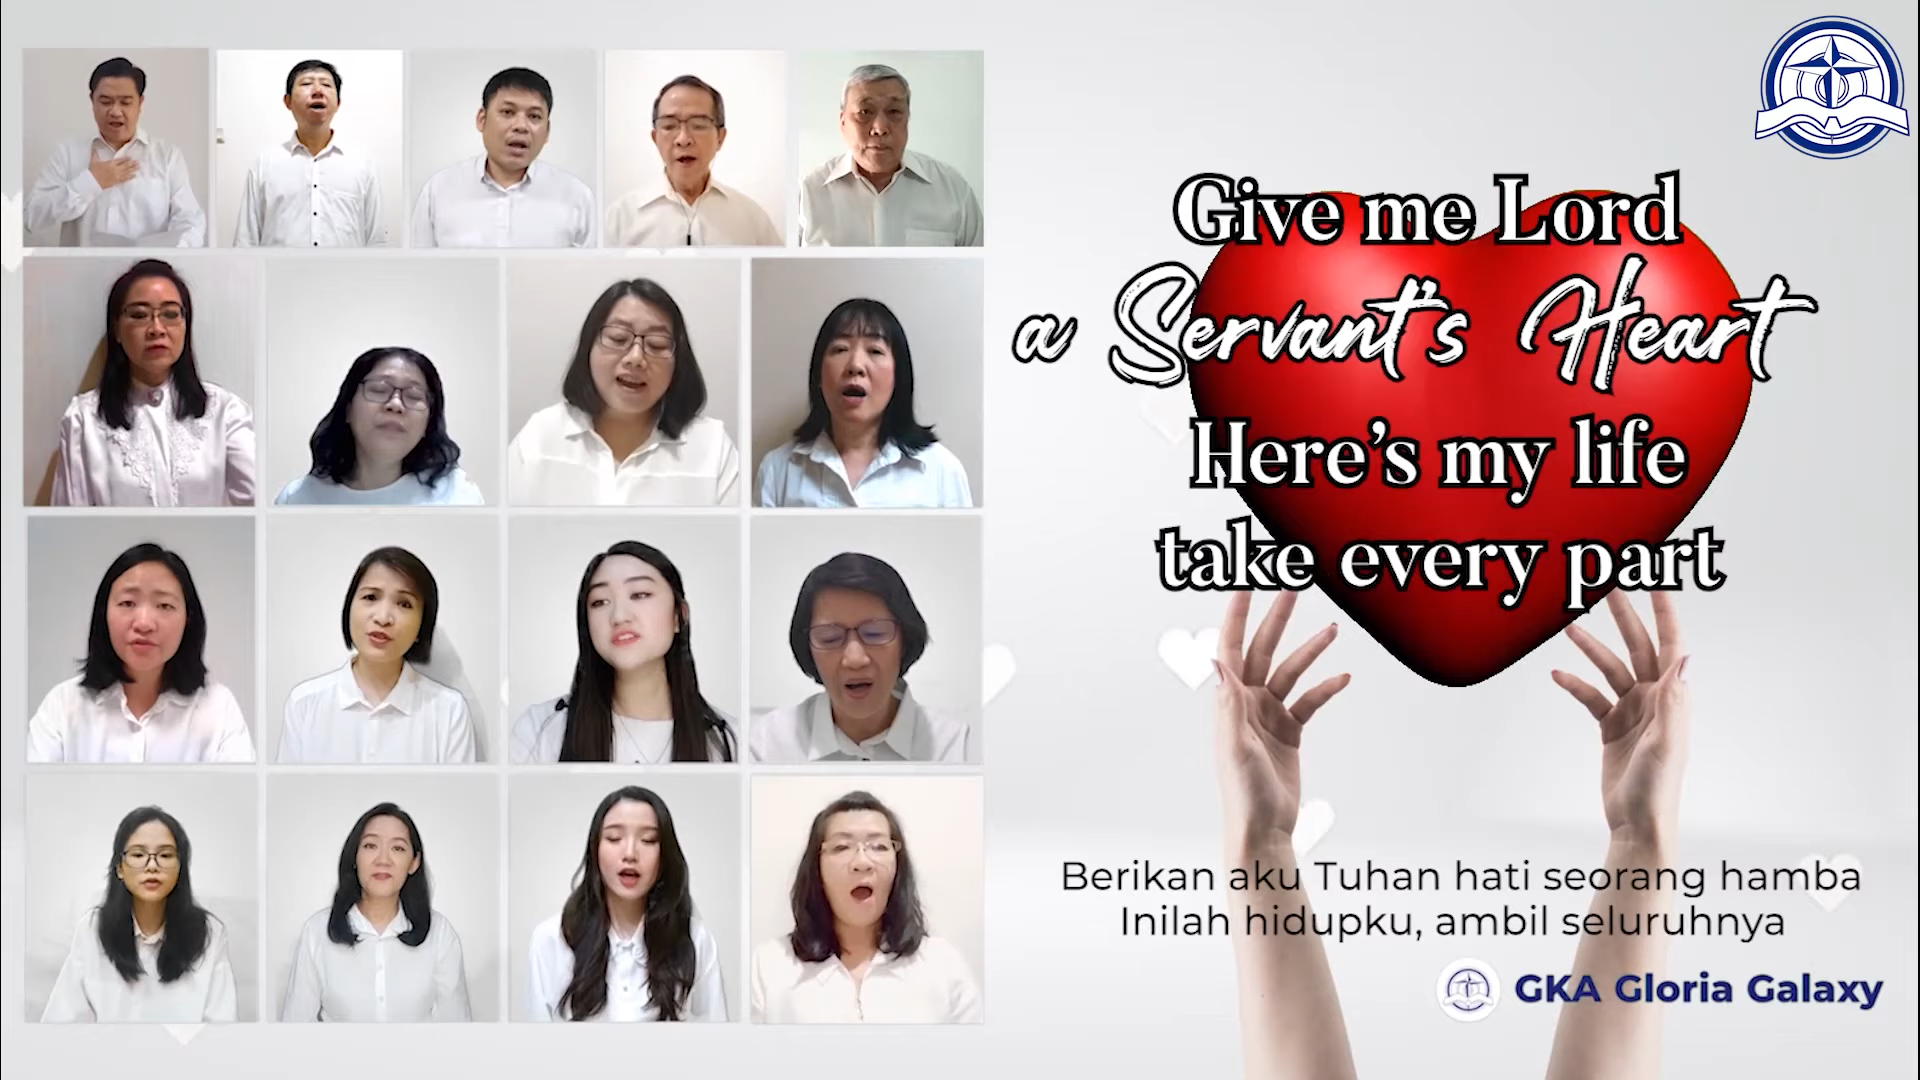 Give me Lord
a Servant's Heart
Here's my life
take every part
Berikan aku Tuhan hati seorang hamba
Inilah hidupku, ambil seluruhnya
GKA Gloria Galaxy